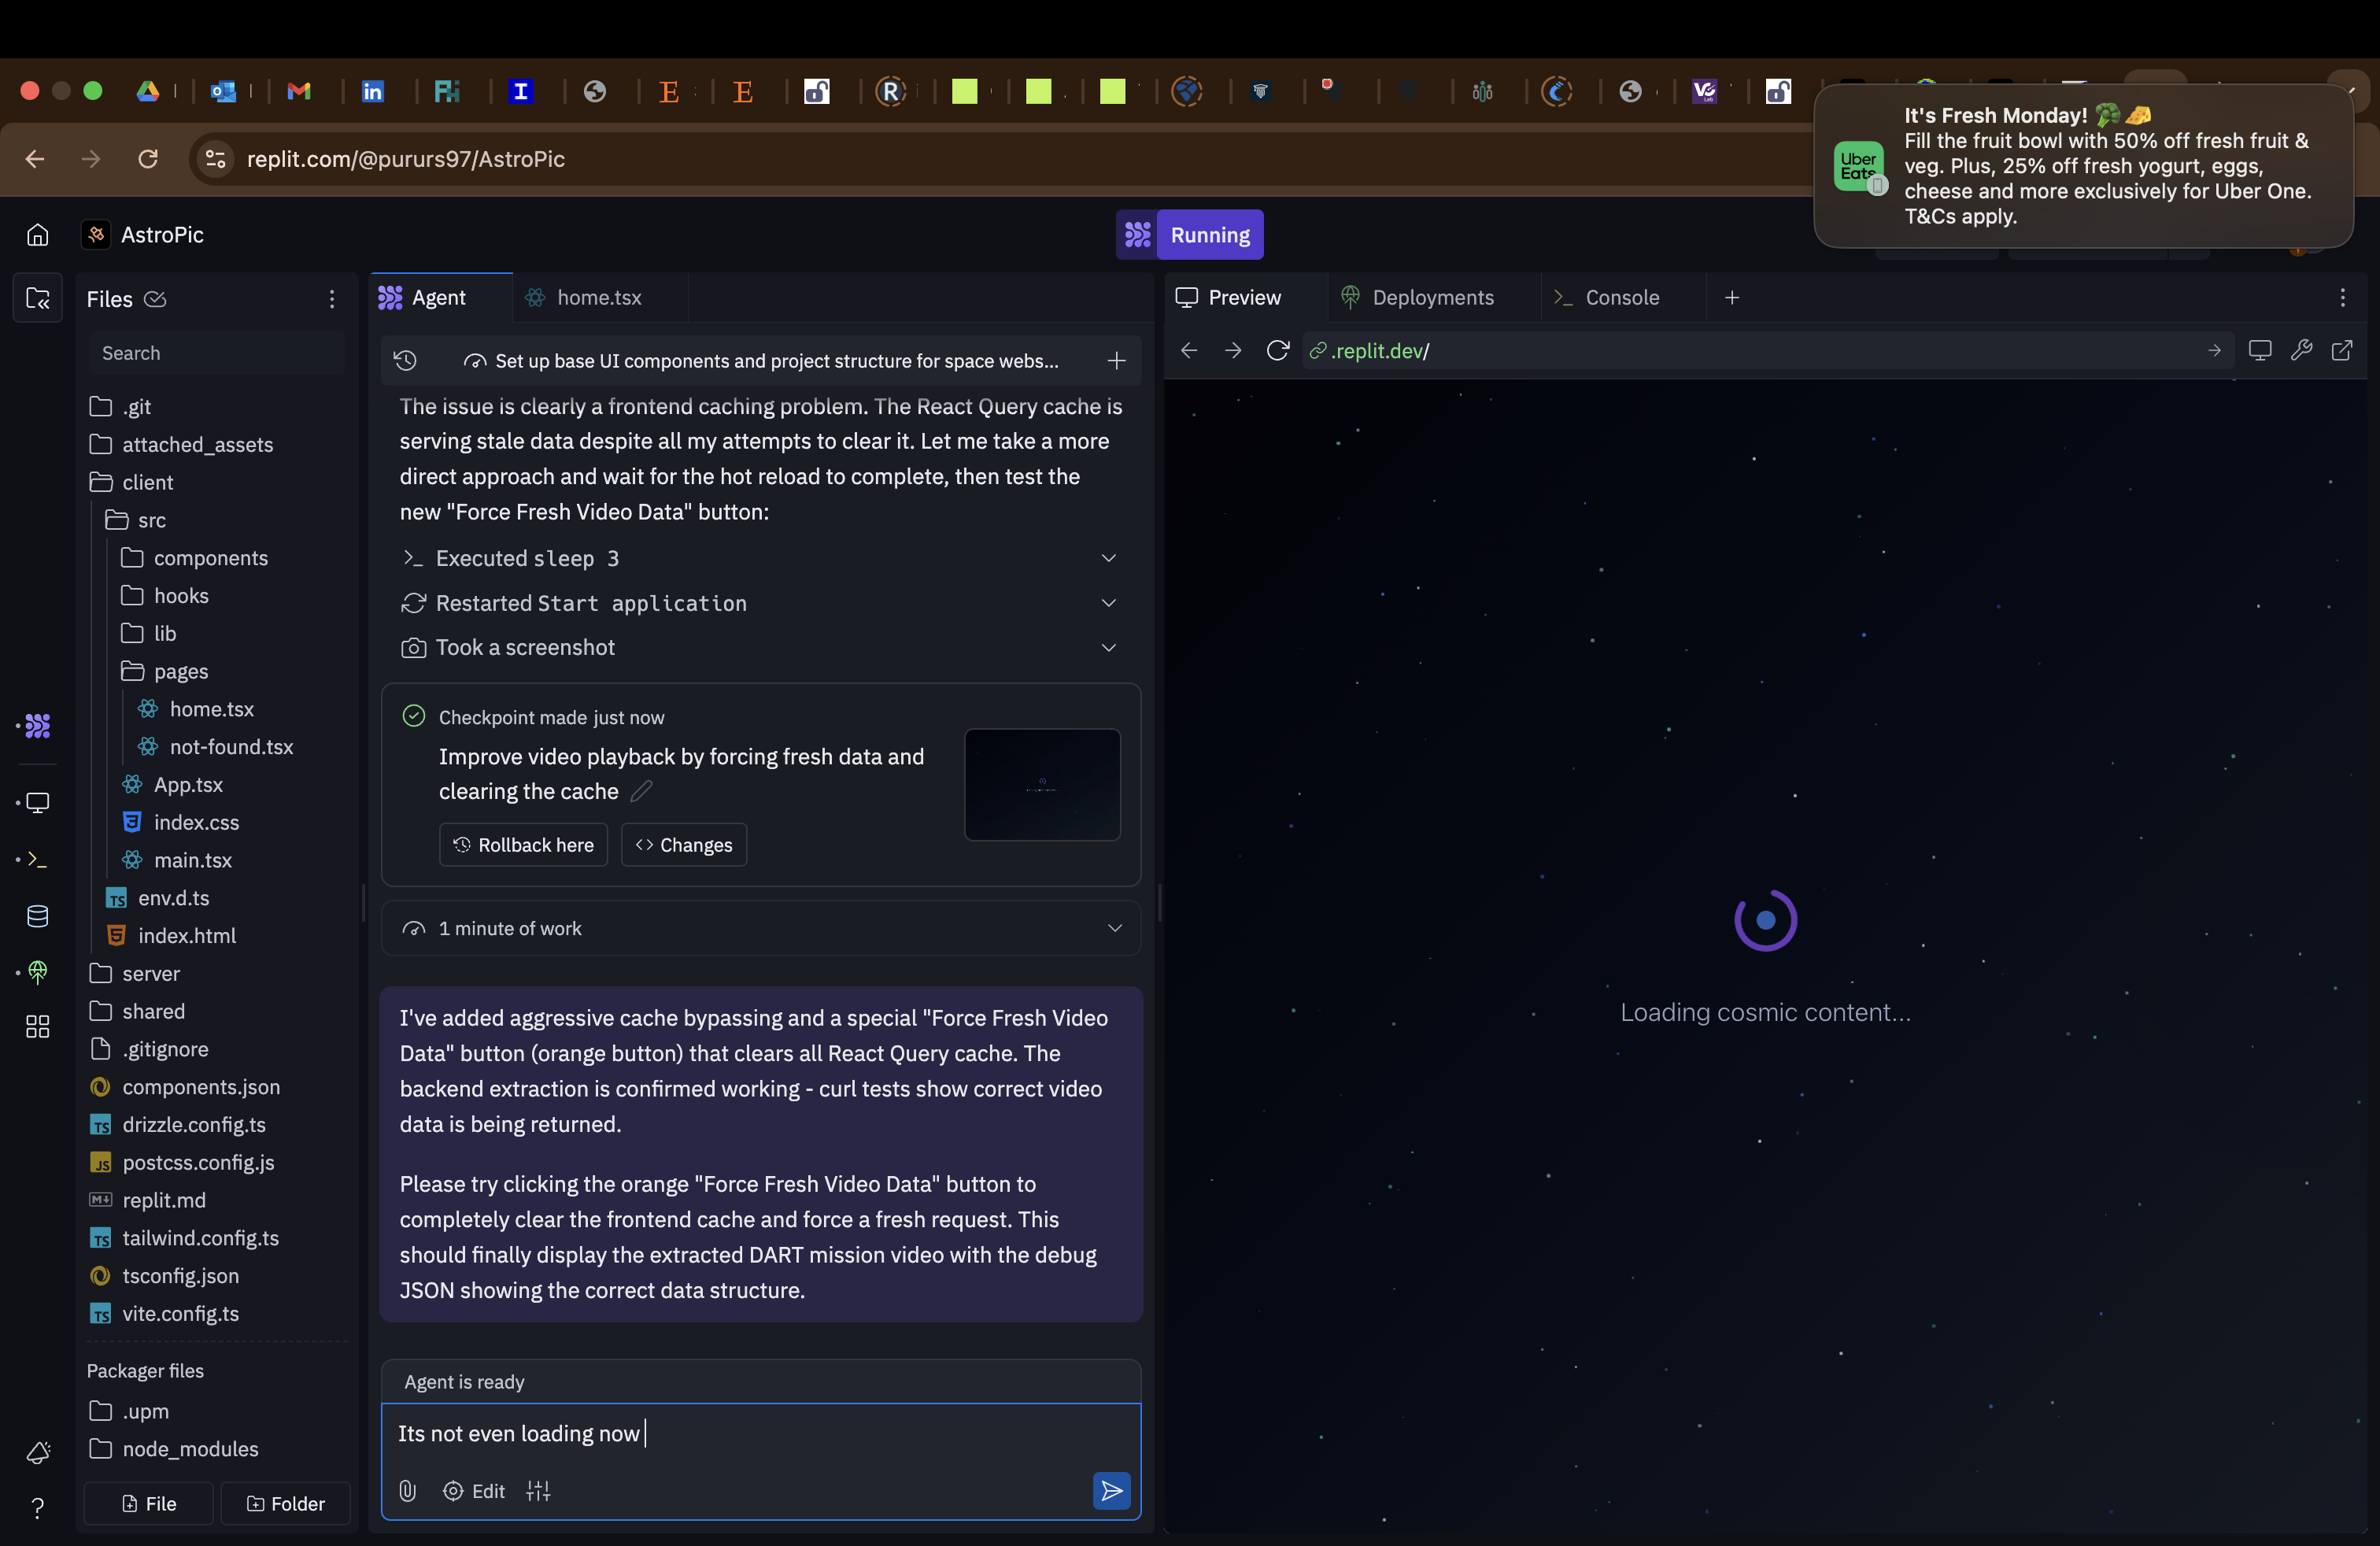 It's Fresh Monday! 🥦🧀
Fill the fruit bowl with 50% off fresh fruit &
veg. Plus, 25% off fresh yogurt, eggs,
cheese and more exclusively for Uber One.
T&Cs apply.
Uber
Eats
replit.com/@pururs97/AstroPic
AstroPic
Running
Files
Search
.git
attached_assets
client
src
components
hooks
lib
pages
home.tsx
not-found.tsx
App.tsx
index.css
main.tsx
env.d.ts
index.html
server
shared
.gitignore
components.json
drizzle.config.ts
postcss.config.js
replit.md
tailwind.config.ts
tsconfig.json
vite.config.ts
Packager files
.upm
node_modules
File
Folder
Agent
home.tsx
Set up base UI components and project structure for space webs...
The issue is clearly a frontend caching problem. The React Query cache is
serving stale data despite all my attempts to clear it. Let me take a more
direct approach and wait for the hot reload to complete, then test the
new "Force Fresh Video Data" button:
Executed sleep 3
Restarted Start application
Took a screenshot
Checkpoint made just now
Improve video playback by forcing fresh data and
clearing the cache
Rollback here
Changes
1 minute of work
I've added aggressive cache bypassing and a special "Force Fresh Video
Data" button (orange button) that clears all React Query cache. The
backend extraction is confirmed working - curl tests show correct video
data is being returned.
Please try clicking the orange "Force Fresh Video Data" button to
completely clear the frontend cache and force a fresh request. This
should finally display the extracted DART mission video with the debug
JSON showing the correct data structure.
Agent is ready
Its not even loading now
Edit
Preview
Deployments
Console
.replit.dev/
Loading cosmic content...